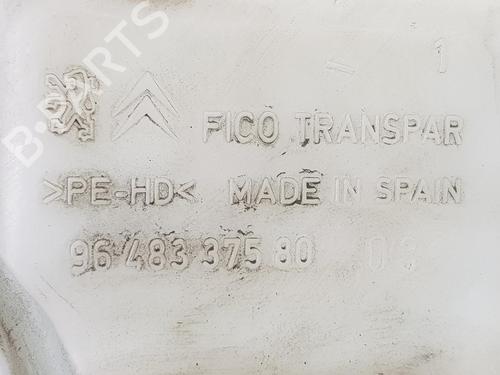 1
FICO TRANSPAR
>PE-HD< MADE IN SPAIN
96 483 375 80
B-PARTS